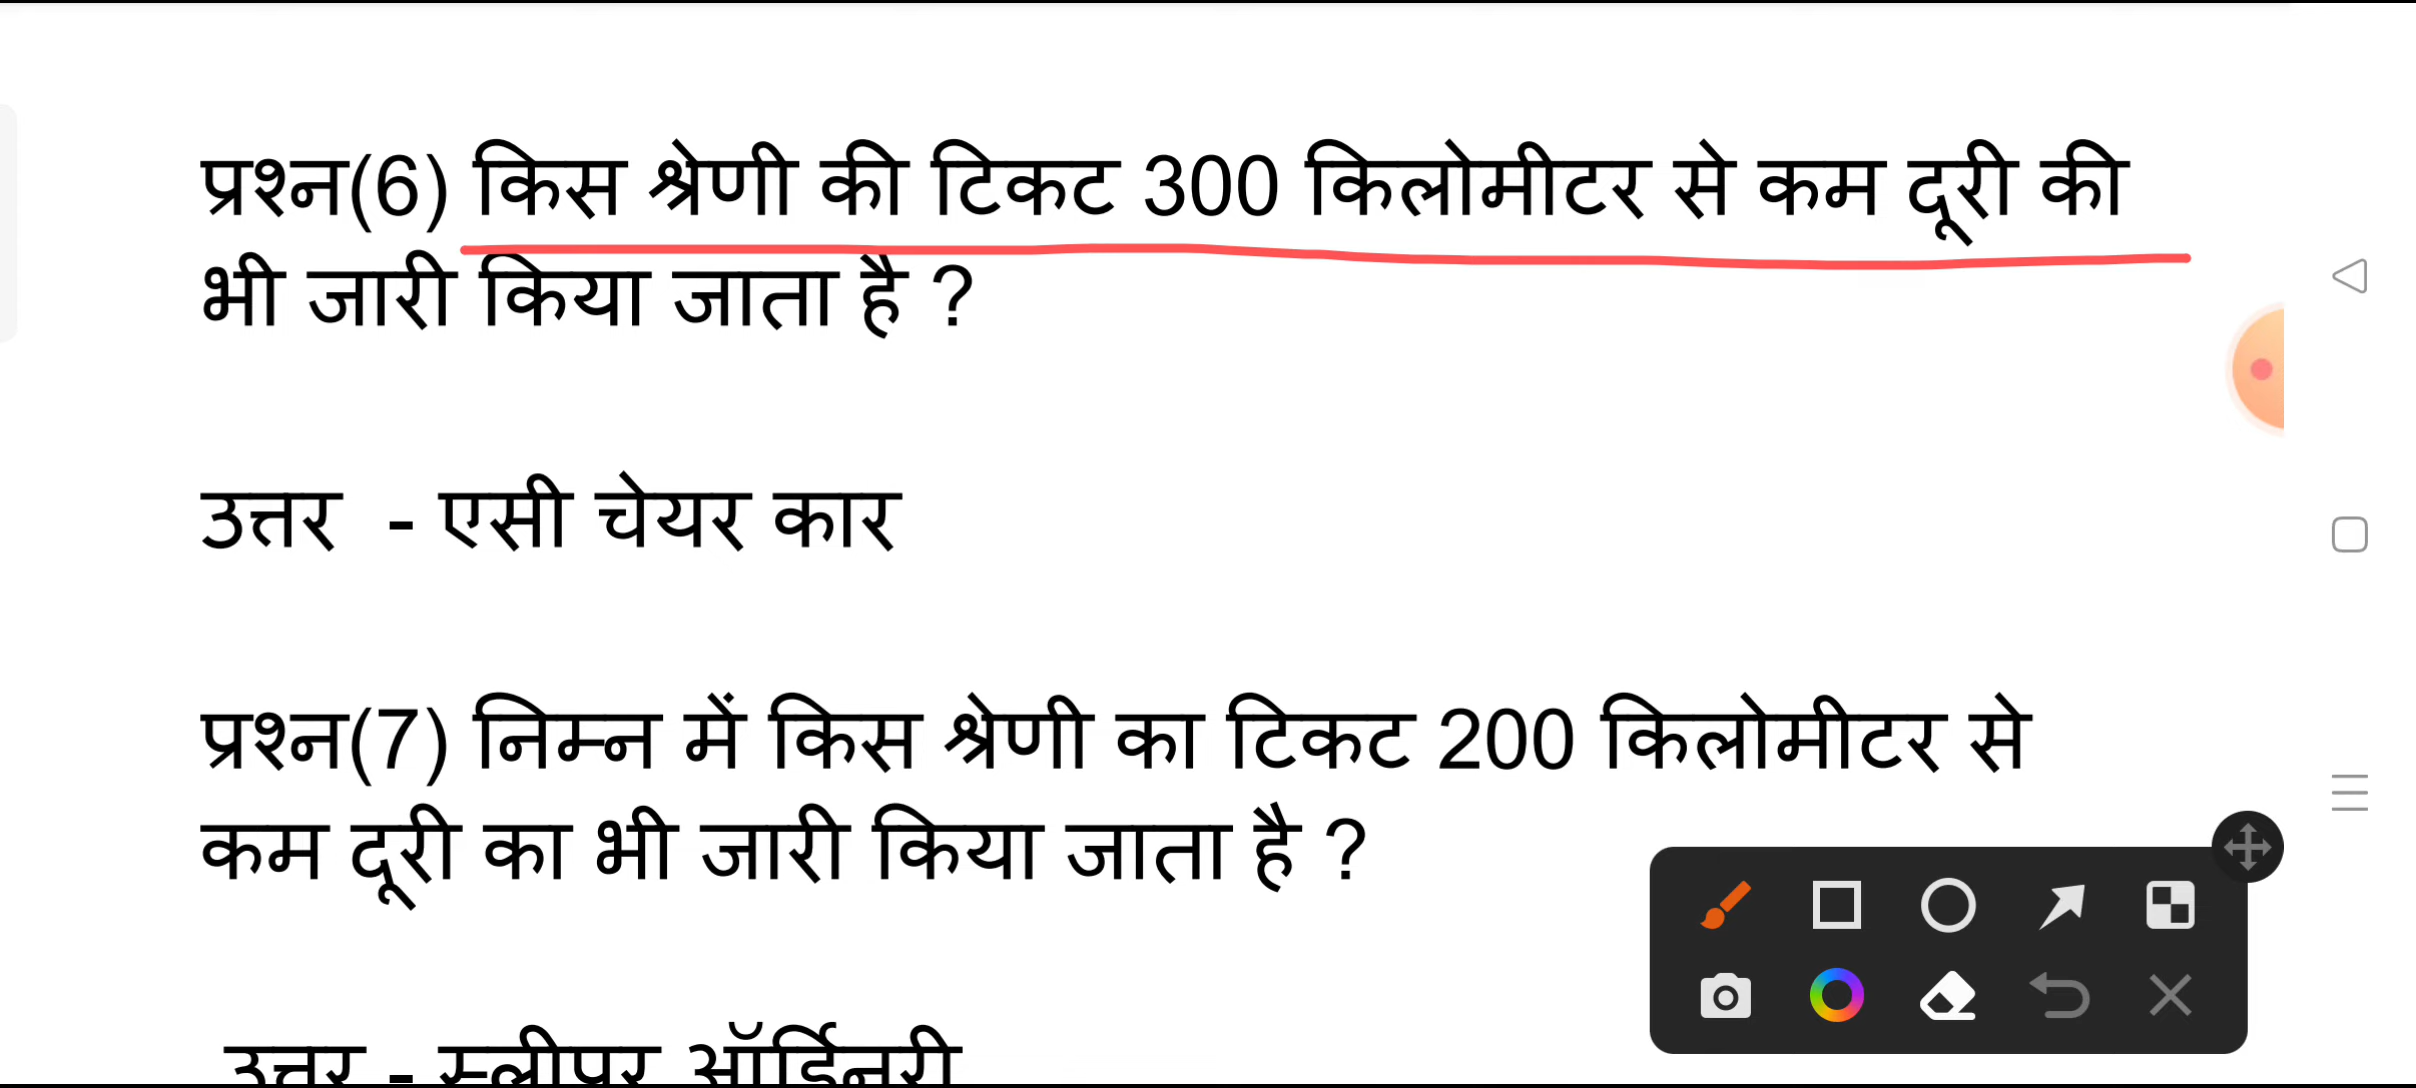 प्रश्न(6) किस श्रेणी की टिकट 300 किलोमीटर से कम दूरी की
भी जारी किया जाता है ?
उत्तर - एसी चेयर कार
प्रश्न(7) निम्न में किस श्रेणी का टिकट 200 किलोमीटर से
कम दूरी का भी जारी किया जाता है ?
उत्तर - स्लीपर ऑर्डिनरी